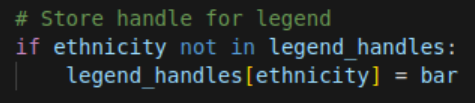 # Store handle for legend
if ethnicity not in legend_handles:
    legend_handles[ethnicity] = bar